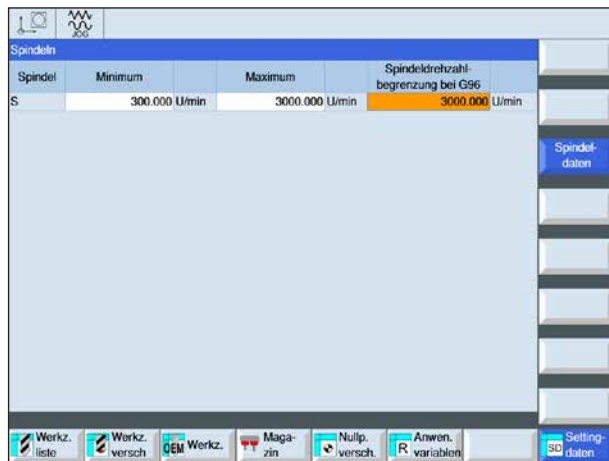 JOG
Spindeln
Spindel Minimum Maximum Spindeldrehzahl-
begrenzung bei G96
S 300.000 U/min 3000.000 U/min 3000.000 U/min
Spindel-
daten
Werkz.
liste
Werkz.
versch
OEM Werkz.
Maga-
zin
Nullp.
versch.
R Anwen.
variablen
SD Setting-
daten